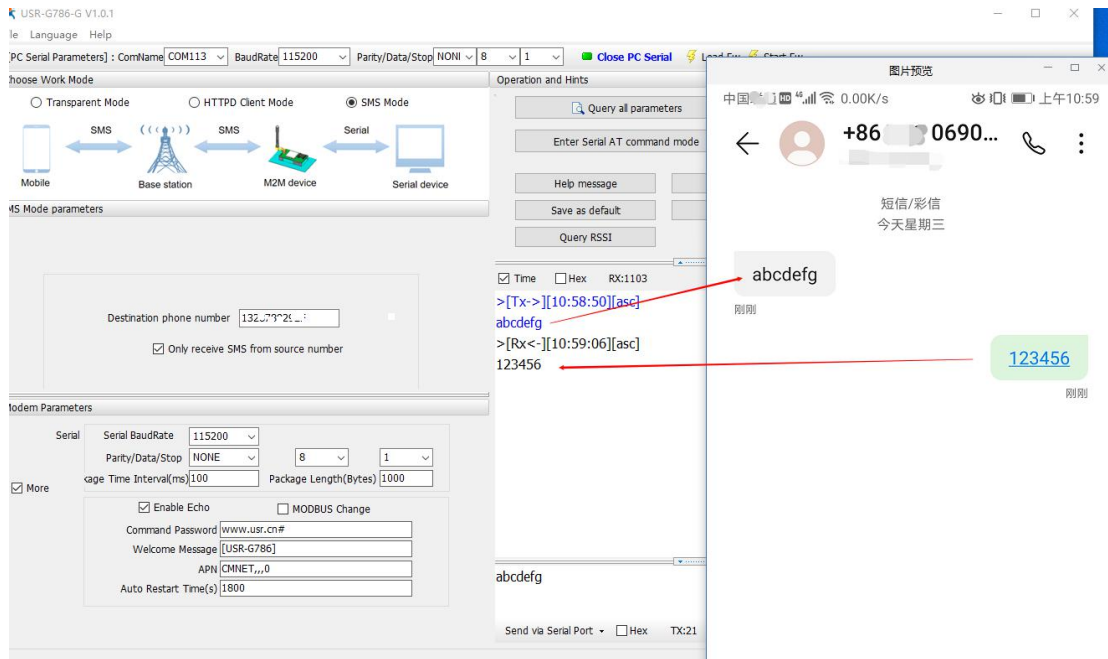 USR-G786-G V1.0.1
le Language Help
[PC Serial Parameters] : ComName COM113 BaudRate 115200 Parity/Data/Stop NONI 8 1 Close PC Serial
Choose Work Mode
Transparent Mode HTTPD Client Mode SMS Mode
SMS SMS Serial
Mobile Base station M2M device Serial device
MS Mode parameters
Destination phone number
Only receive SMS from source number
Modem Parameters
Serial Serial BaudRate 115200
Parity/Data/Stop NONE 8 1
kage Time Interval(ms) 100 Package Length(Bytes) 1000
More
Enable Echo MODBUS Change
Command Password www.usr.cn#
Welcome Message [USR-G786]
APN CMNET,,,0
Auto Restart Time(s) 1800
Operation and Hints
Query all parameters
Enter Serial AT command mode
Help message
Save as default
Query RSSI
Time Hex RX:1103
>[Tx->][10:58:50][asc]
abcdefg
>[Rx<-][10:59:06][asc]
123456
abcdefg
Send via Serial Port Hex TX:21
图片预览
中国 HD 4G 0.00K/s 上午10:59
+86 0690...
短信/彩信
今天星期三
abcdefg
刚刚
123456
刚刚